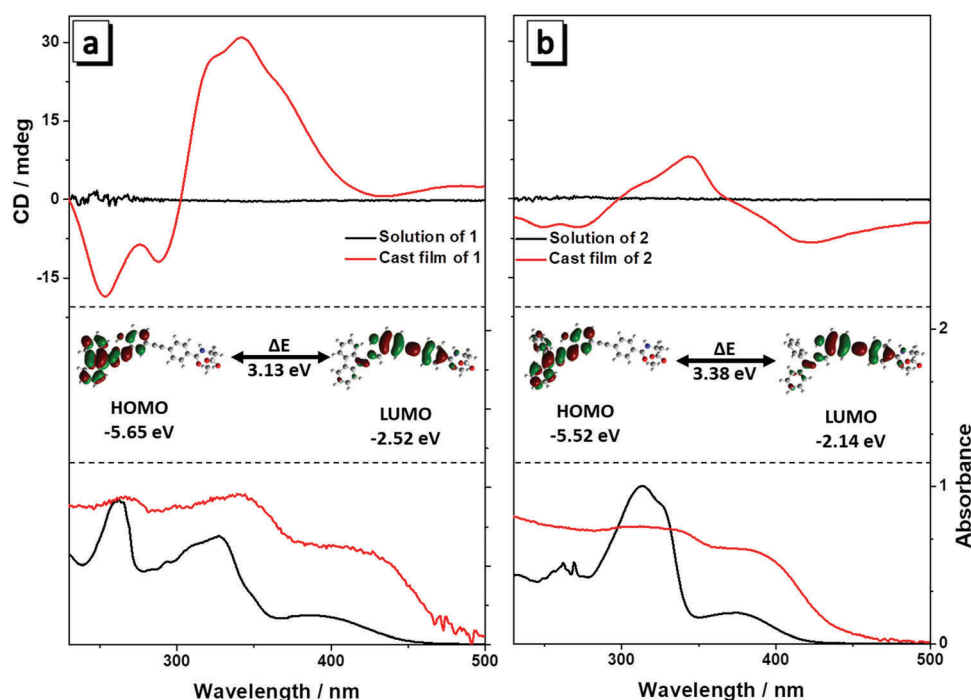 a
b
30
15
0
-15
CD / mdeg
Solution of 1
Cast film of 1
Solution of 2
Cast film of 2
ΔE
3.13 eV
HOMO
-5.65 eV
LUMO
-2.52 eV
ΔE
3.38 eV
HOMO
-5.52 eV
LUMO
-2.14 eV
2
1
0
Absorbance
300
400
500
300
400
500
Wavelength / nm
Wavelength / nm